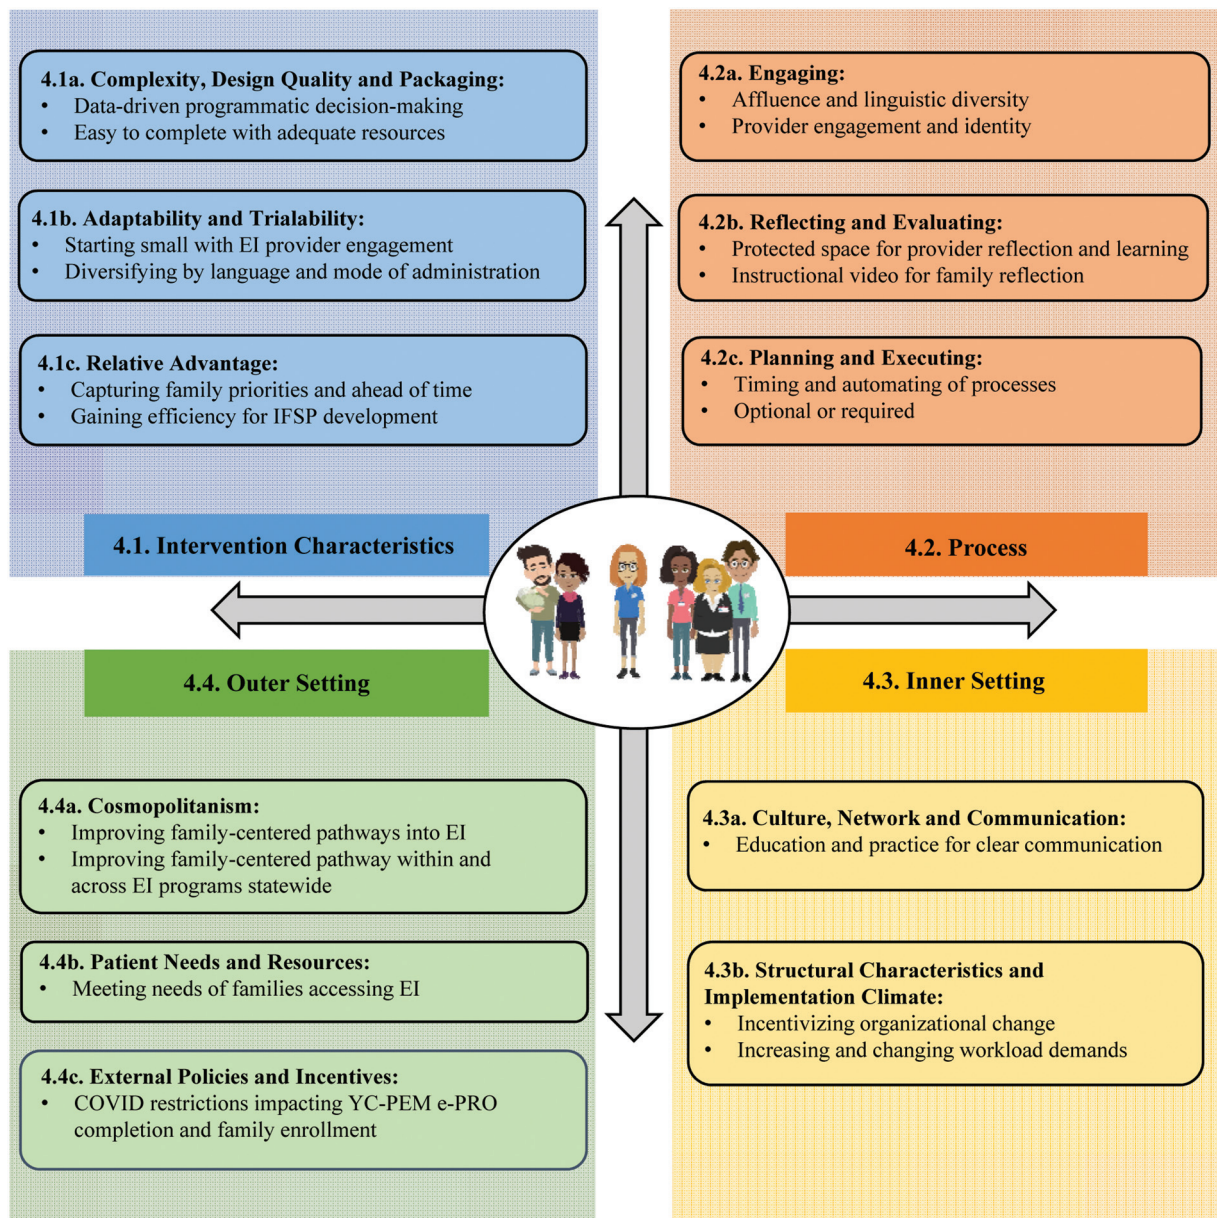 4.1a. Complexity, Design Quality and Packaging:
• Data-driven programmatic decision-making
• Easy to complete with adequate resources
4.1b. Adaptability and Trialability:
• Starting small with EI provider engagement
• Diversifying by language and mode of administration
4.1c. Relative Advantage:
• Capturing family priorities and ahead of time
• Gaining efficiency for IFSP development
4.1. Intervention Characteristics
4.2a. Engaging:
• Affluence and linguistic diversity
• Provider engagement and identity
4.2b. Reflecting and Evaluating:
• Protected space for provider reflection and learning
• Instructional video for family reflection
4.2c. Planning and Executing:
• Timing and automating of processes
• Optional or required
4.2. Process
4.4. Outer Setting
4.4a. Cosmopolitanism:
• Improving family-centered pathways into EI
• Improving family-centered pathway within and
across EI programs statewide
4.4b. Patient Needs and Resources:
• Meeting needs of families accessing EI
4.4c. External Policies and Incentives:
• COVID restrictions impacting YC-PEM e-PRO
completion and family enrollment
4.3. Inner Setting
4.3a. Culture, Network and Communication:
• Education and practice for clear communication
4.3b. Structural Characteristics and
Implementation Climate:
• Incentivizing organizational change
• Increasing and changing workload demands